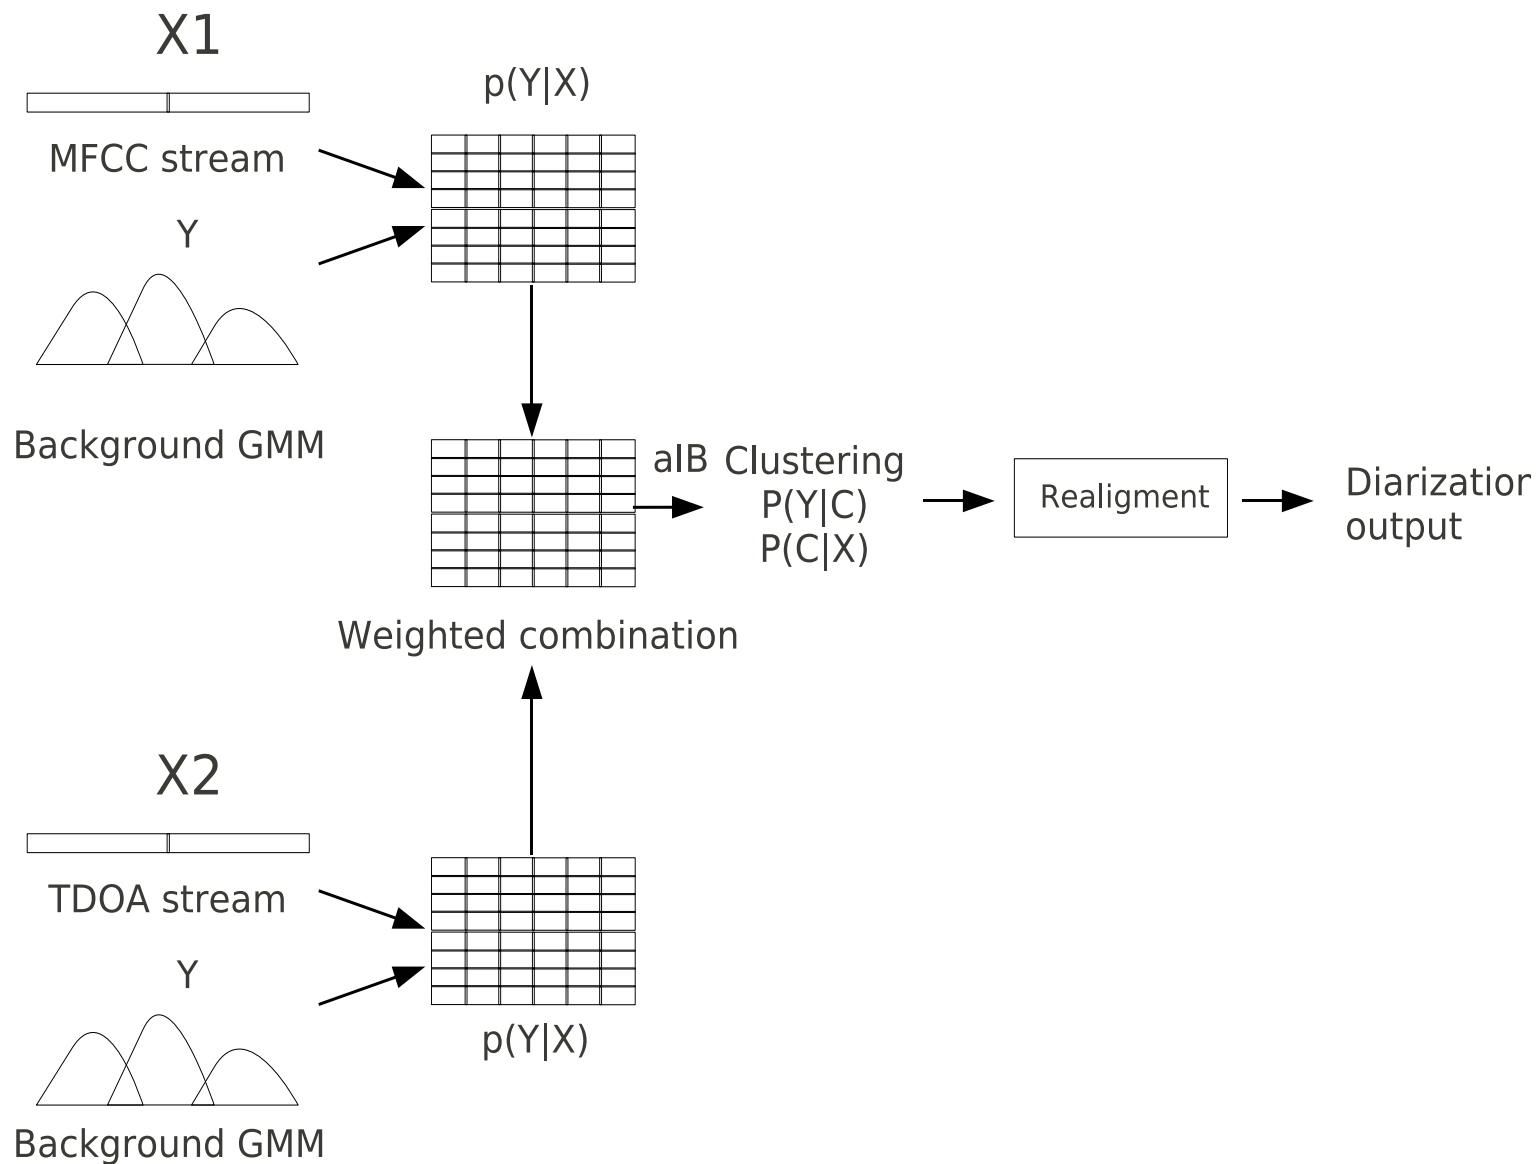 X1
MFCC stream
Y
Background GMM
p(Y|X)
aIB Clustering
P(Y|C)
P(C|X)
Realigment
Diarization
output
Weighted combination
X2
TDOA stream
Y
Background GMM
p(Y|X)